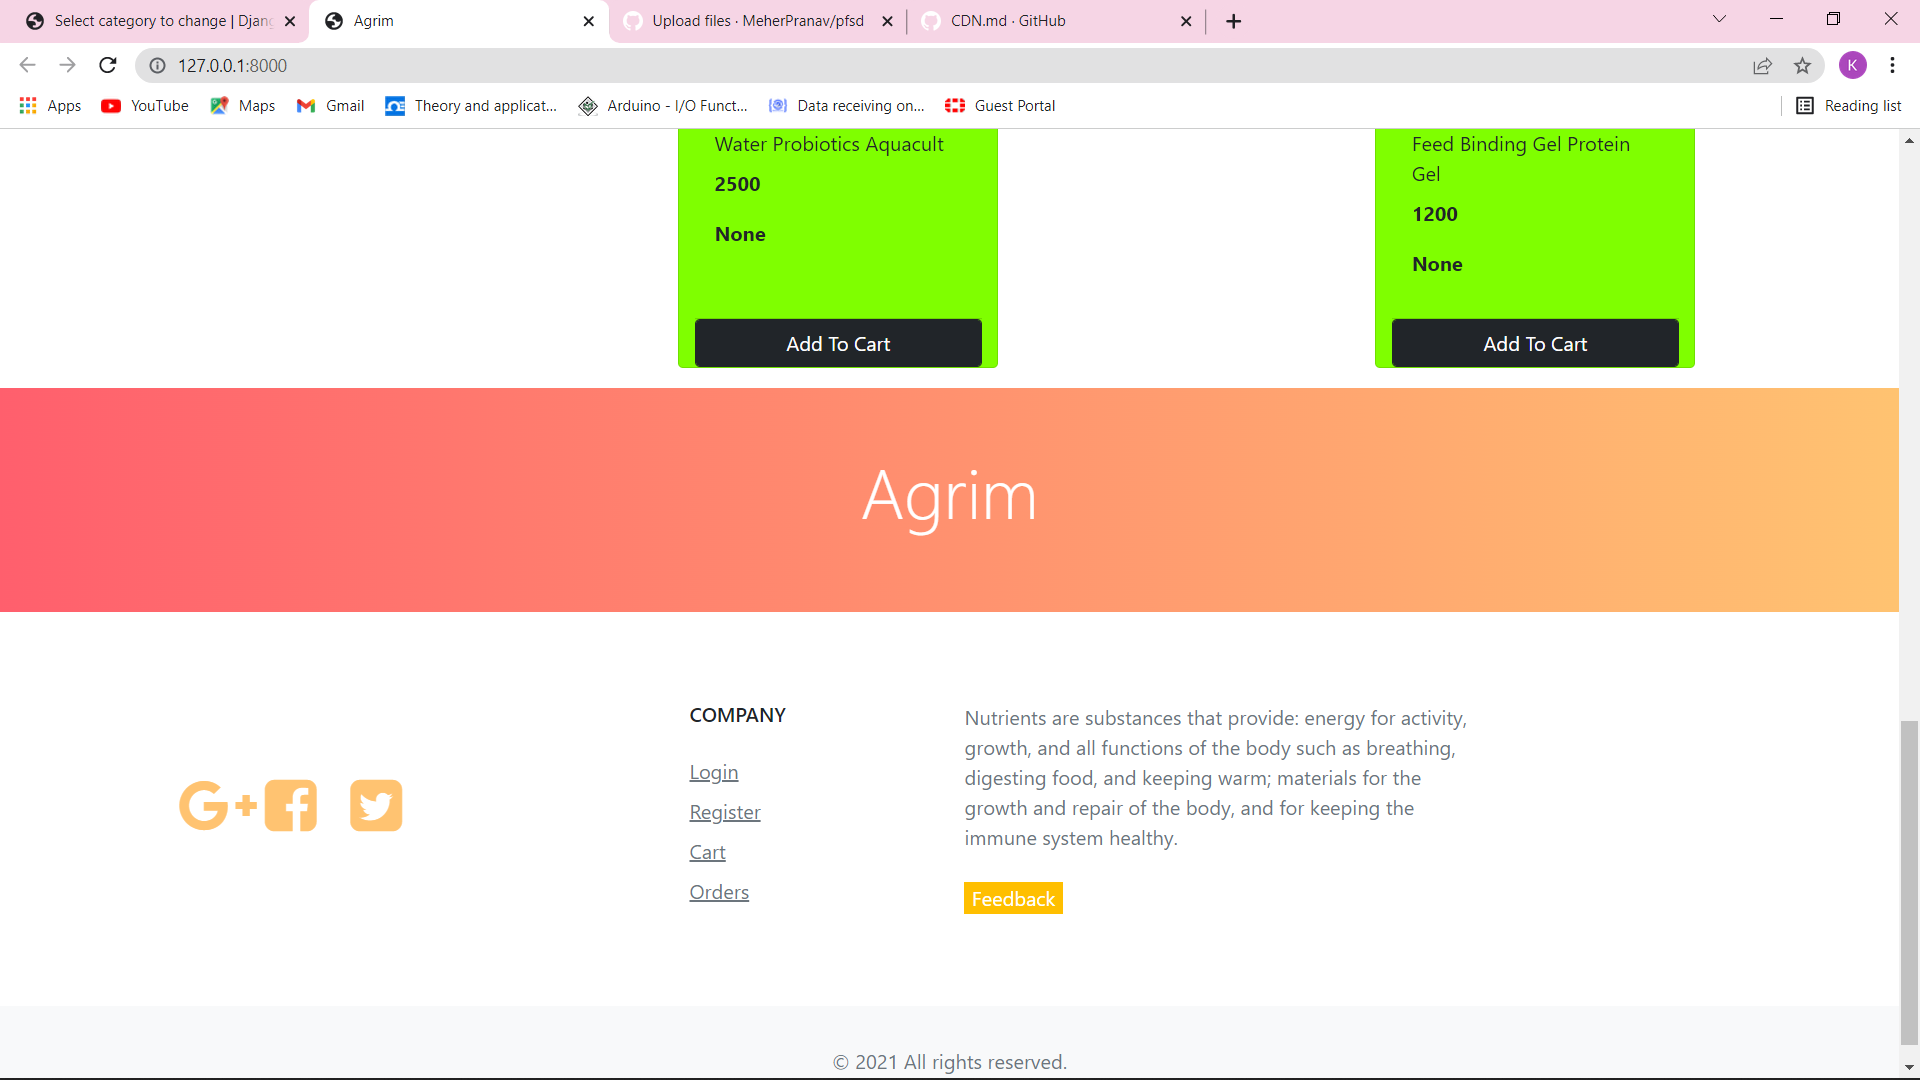 Select category to change | Djang
Agrim
Upload files · MeherPranav/pfsd
CDN.md · GitHub
127.0.0.1:8000
K
Apps
YouTube
Maps
Gmail
Theory and applicat...
Arduino - I/O Funct...
Data receiving on...
Guest Portal
Reading list
Water Probiotics Aquacult
2500
None
Add To Cart
Feed Binding Gel Protein
Gel
1200
None
Add To Cart
Agrim
COMPANY
Login
Register
Cart
Orders
Nutrients are substances that provide: energy for activity,
growth, and all functions of the body such as breathing,
digesting food, and keeping warm; materials for the
growth and repair of the body, and for keeping the
immune system healthy.
Feedback
© 2021 All rights reserved.